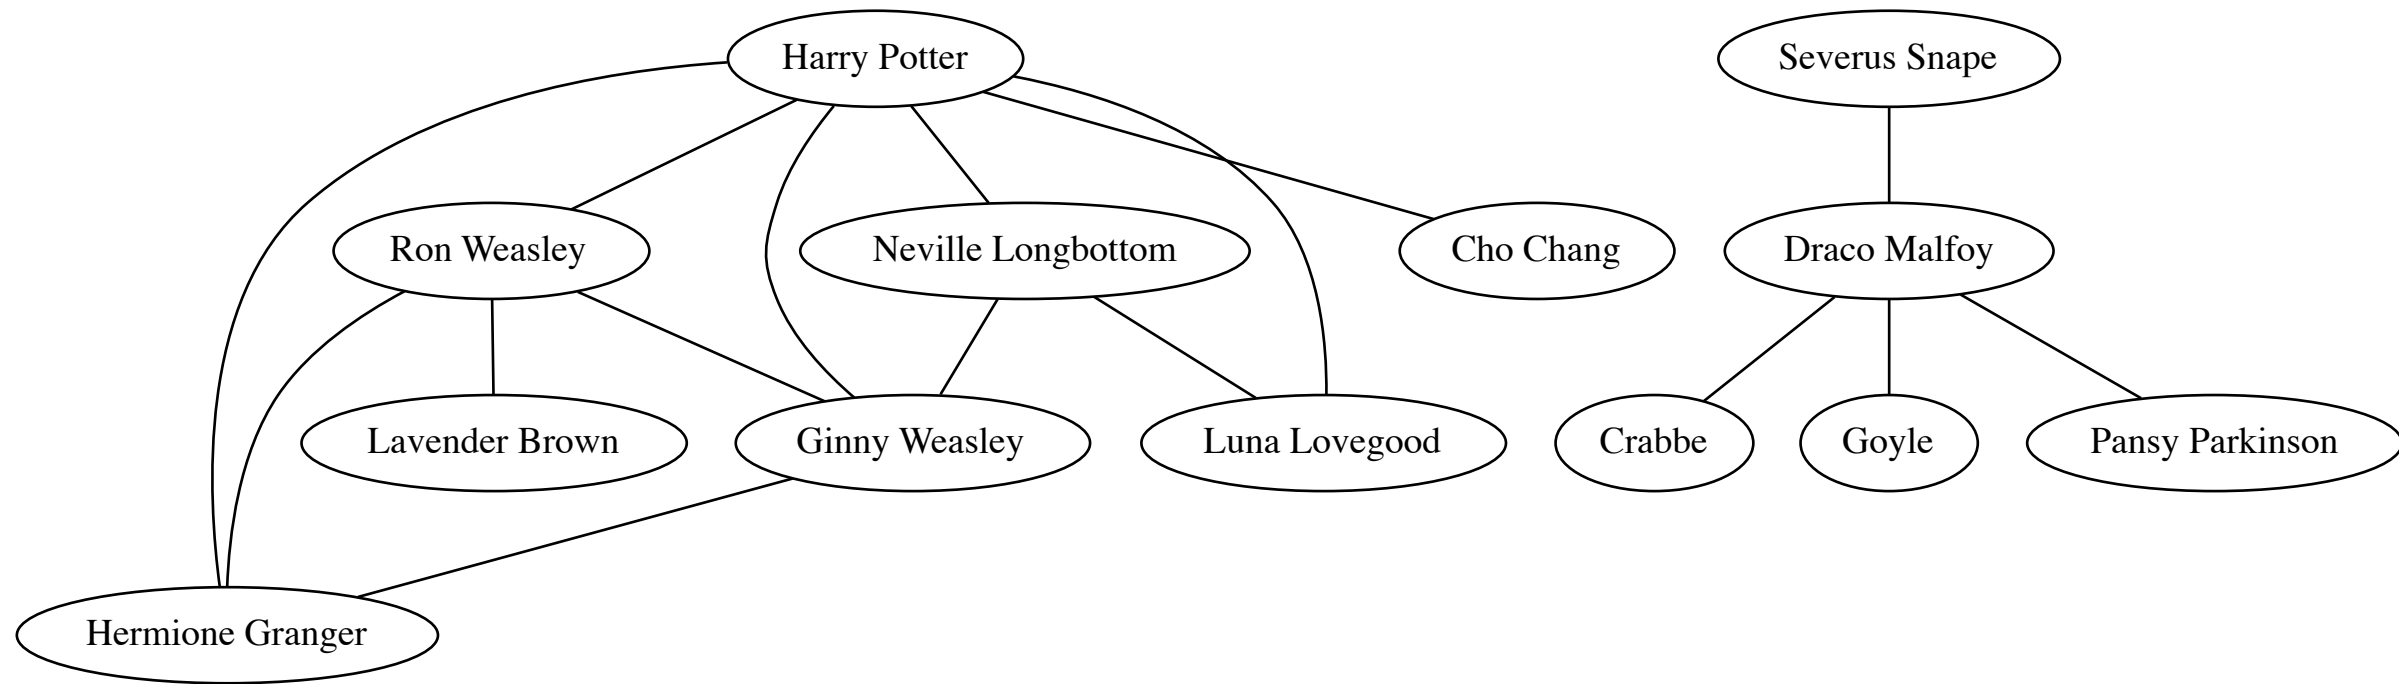 Harry Potter
Severus Snape
Ron Weasley
Neville Longbottom
Cho Chang
Draco Malfoy
Lavender Brown
Ginny Weasley
Luna Lovegood
Crabbe
Goyle
Pansy Parkinson
Hermione Granger